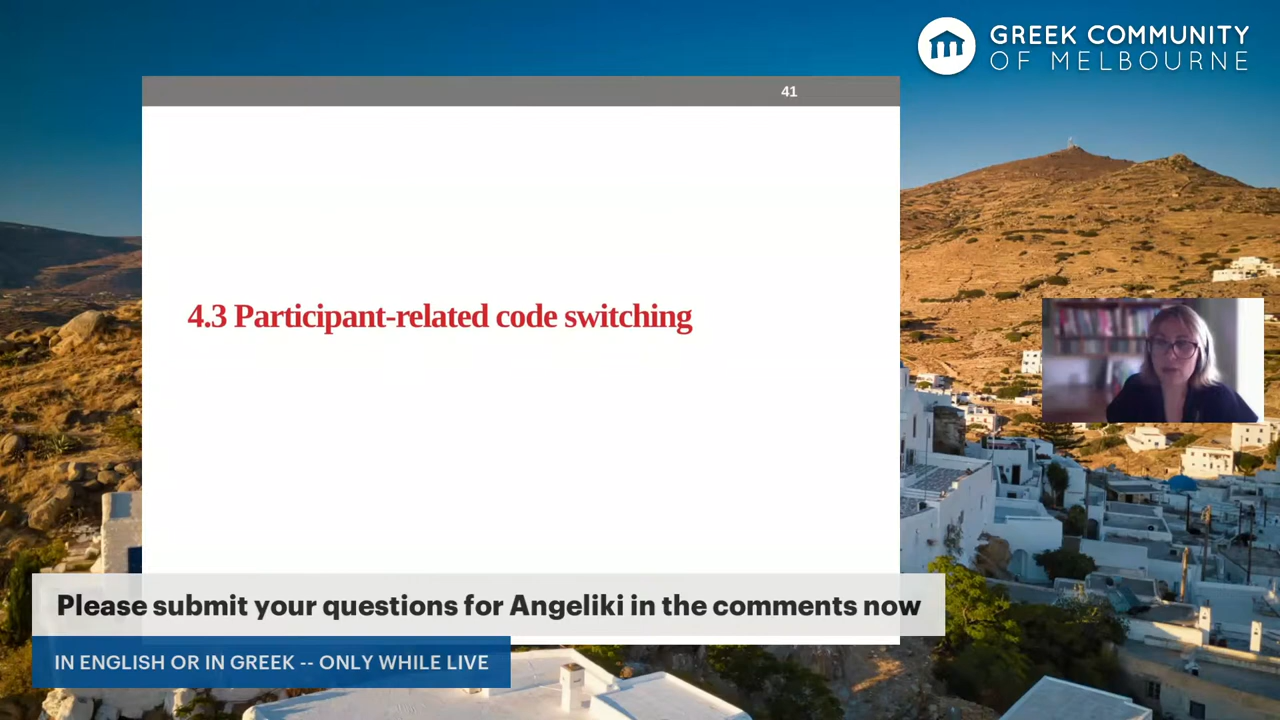 GREEK COMMUNITY
OF MELBOURNE
41
4.3 Participant-related code switching
Please submit your questions for Angeliki in the comments now
IN ENGLISH OR IN GREEK -- ONLY WHILE LIVE